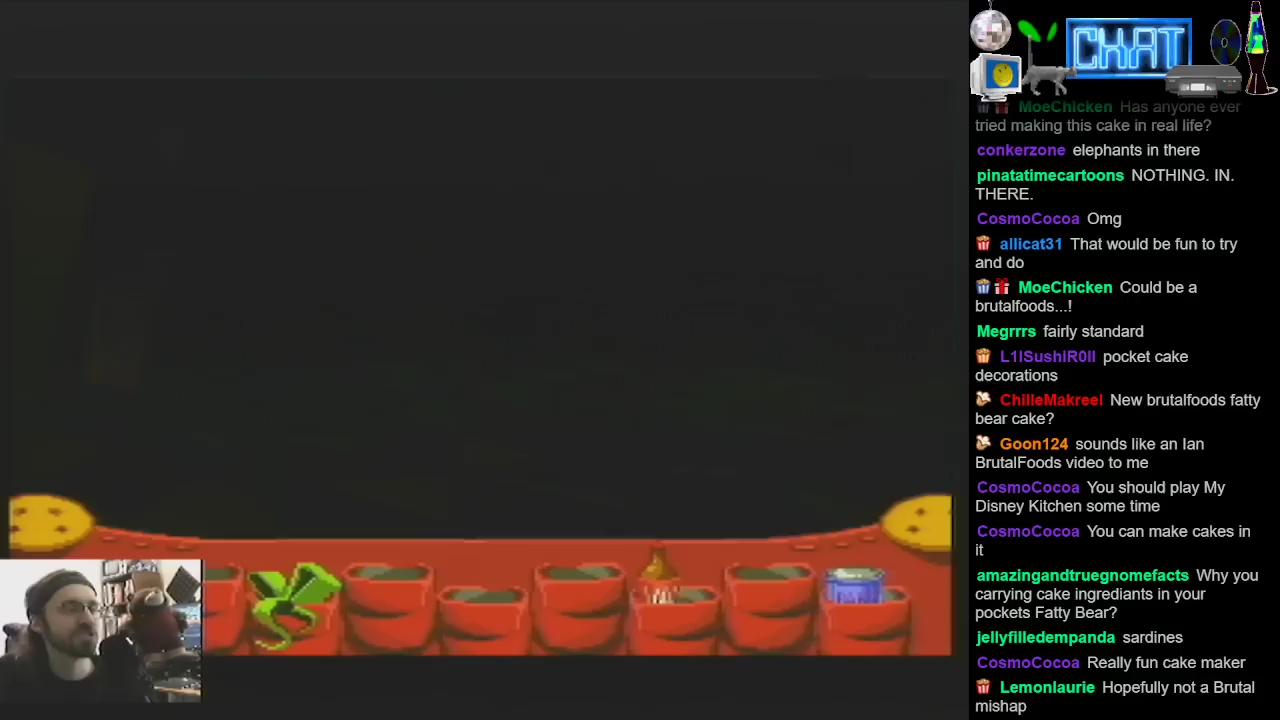 CHAT
MoeChicken Has anyone ever
tried making this cake in real life?
conkerzone elephants in there
pinatatimecartoons NOTHING. IN.
THERE.
CosmoCocoa Omg
allicat31 That would be fun to try
and do
MoeChicken Could be a
brutalfoods...!
Megrrrs fairly standard
L1lSushiR0ll pocket cake
decorations
ChilleMakreel New brutalfoods fatty
bear cake?
Goon124 sounds like an Ian
BrutalFoods video to me
CosmoCocoa You should play My
Disney Kitchen some time
CosmoCocoa You can make cakes in
it
amazingandtruegnomefacts Why you
carrying cake ingrediants in your
pockets Fatty Bear?
jellyfilledempanda sardines
CosmoCocoa Really fun cake maker
Lemonlaurie Hopefully not a Brutal
mishap